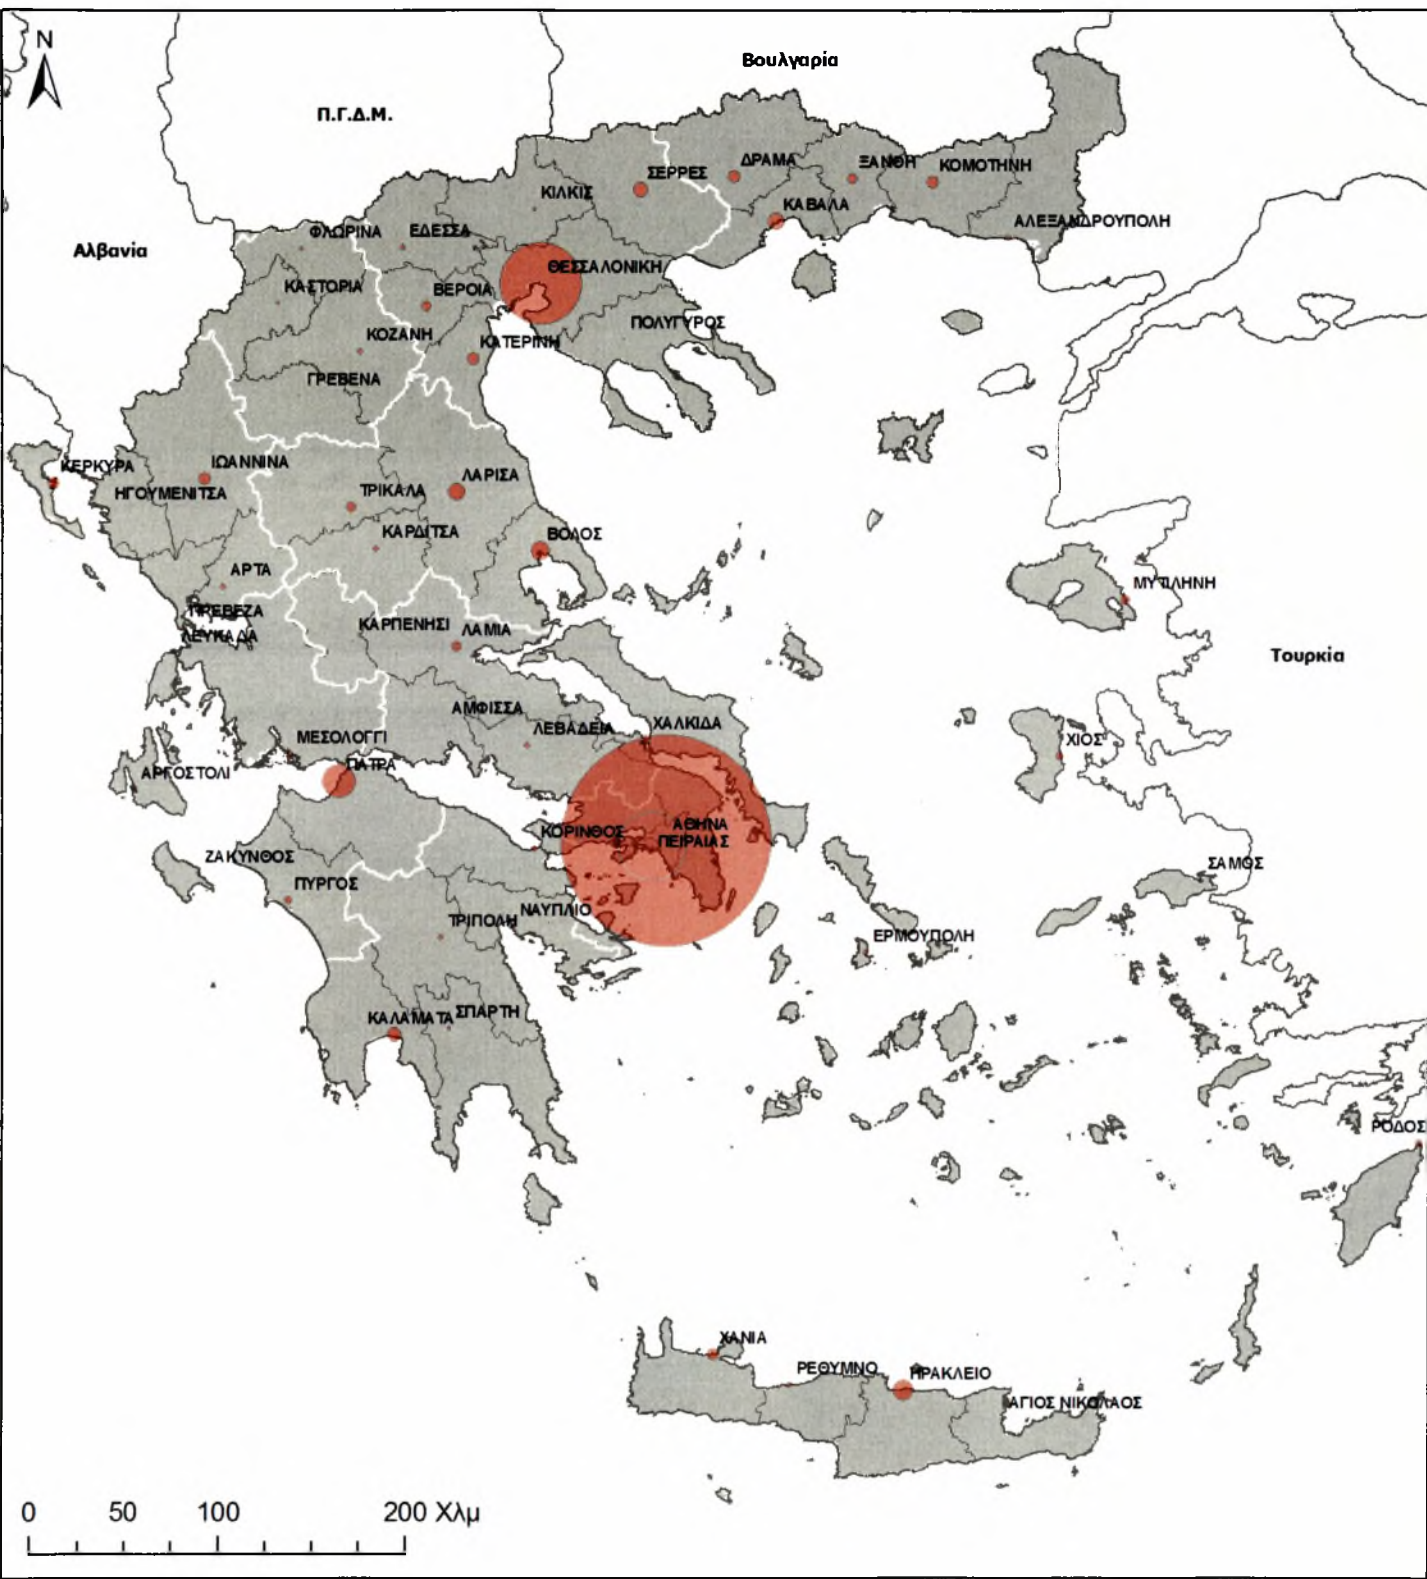 N
Βουλγαρία
Π.Γ.Δ.Μ.
ΔΡΑΜΑ
ΞΑΝΘΗ
ΚΟΜΟΤΗΝΗ
ΣΕΡΡΕΣ
ΚΙΛΚΙΣ
ΚΑΒΑΛΑ
ΑΛΕΞΑΝΔΡΟΥΠΟΛΗ
ΦΛΩΡΙΝΑ
ΕΔΕΣΣΑ
Αλβανία
ΘΕΣΣΑΛΟΝΙΚΗ
ΚΑΣΤΟΡΙΑ
ΒΕΡΟΙΑ
ΠΟΛΥΓΥΡΟΣ
ΚΟΖΑΝΗ
ΚΑΤΕΡΙΝΗ
ΓΡΕΒΕΝΑ
ΚΕΡΚΥΡΑ
ΙΩΑΝΝΙΝΑ
ΛΑΡΙΣΑ
ΗΓΟΥΜΕΝΙΤΣΑ
ΤΡΙΚΑΛΑ
ΚΑΡΔΙΤΣΑ
ΒΟΛΟΣ
ΑΡΤΑ
ΜΥΤΙΛΗΝΗ
ΠΡΕΒΕΖΑ
ΚΑΡΠΕΝΗΣΙ
ΛΑΜΙΑ
ΛΕΥΚΑΔΑ
Τουρκία
ΑΜΦΙΣΣΑ
ΛΕΒΑΔΕΙΑ
ΧΑΛΚΙΔΑ
ΜΕΣΟΛΟΓΓΙ
ΧΙΟΣ
ΠΑΤΡΑ
ΑΡΓΟΣΤΟΛΙ
ΚΟΡΙΝΘΟΣ
ΑΘΗΝΑ
ΠΕΙΡΑΙΑΣ
ΖΑΚΥΝΘΟΣ
ΣΑΜΟΣ
ΠΥΡΓΟΣ
ΝΑΥΠΛΙΟ
ΤΡΙΠΟΛΗ
ΕΡΜΟΥΠΟΛΗ
ΚΑΛΑΜΑΤΑ
ΣΠΑΡΤΗ
ΡΟΔΟΣ
ΧΑΝΙΑ
ΡΕΘΥΜΝΟ
ΗΡΑΚΛΕΙΟ
ΑΓΙΟΣ ΝΙΚΟΛΑΟΣ
0 50 100 200 Χλμ